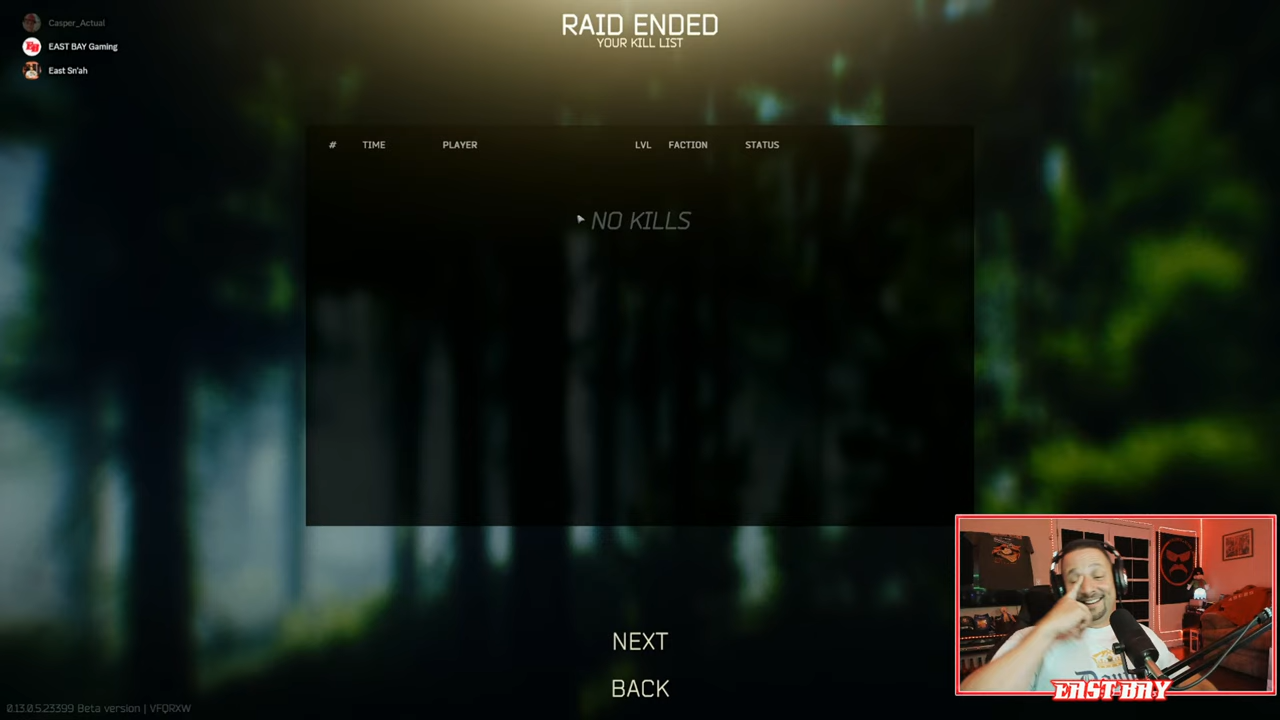 Casper_Actual
EAST BAY Gaming
East Sn'ah
RAID ENDED
YOUR KILL LIST
# TIME PLAYER LVL FACTION STATUS
NO KILLS
NEXT
BACK
0.13.0.5.23399 Beta version | VFQRXW
EAST BAY